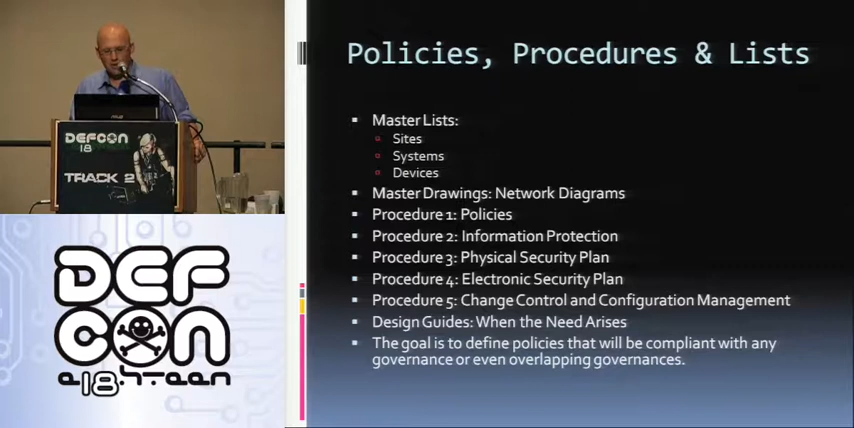 Policies, Procedures & Lists
Master Lists:
Sites
Systems
Devices
Master Drawings: Network Diagrams
Procedure 1: Policies
Procedure 2: Information Protection
Procedure 3: Physical Security Plan
Procedure 4: Electronic Security Plan
Procedure 5: Change Control and Configuration Management
Design Guides: When the Need Arises
The goal is to define policies that will be compliant with any
governance or even overlapping governances.
DEFCON
18
TRACK 2
DEF
CON
e18hteen